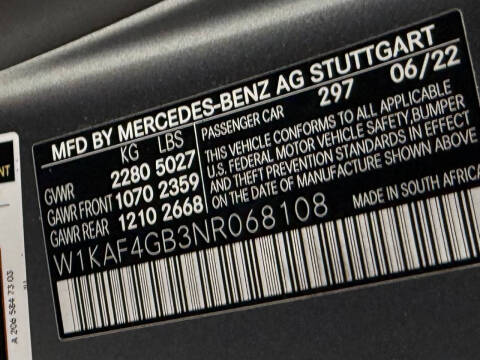 MFD BY MERCEDES-BENZ AG STUTTGART
KG LBS
GVWR 2280 5027
GAWR FRONT 1070 2359
GAWR REAR 1210 2668
PASSENGER CAR 297 06/22
THIS VEHICLE CONFORMS TO ALL APPLICABLE
U.S. FEDERAL MOTOR VEHICLE SAFETY, BUMPER
AND THEFT PREVENTION STANDARDS IN EFFECT
ON THE DATE OF MANUFACTURE SHOWN ABOVE
W1KAF4GB3NR068108
MADE IN SOUTH AFRICA
NT
A 206 584 73 03